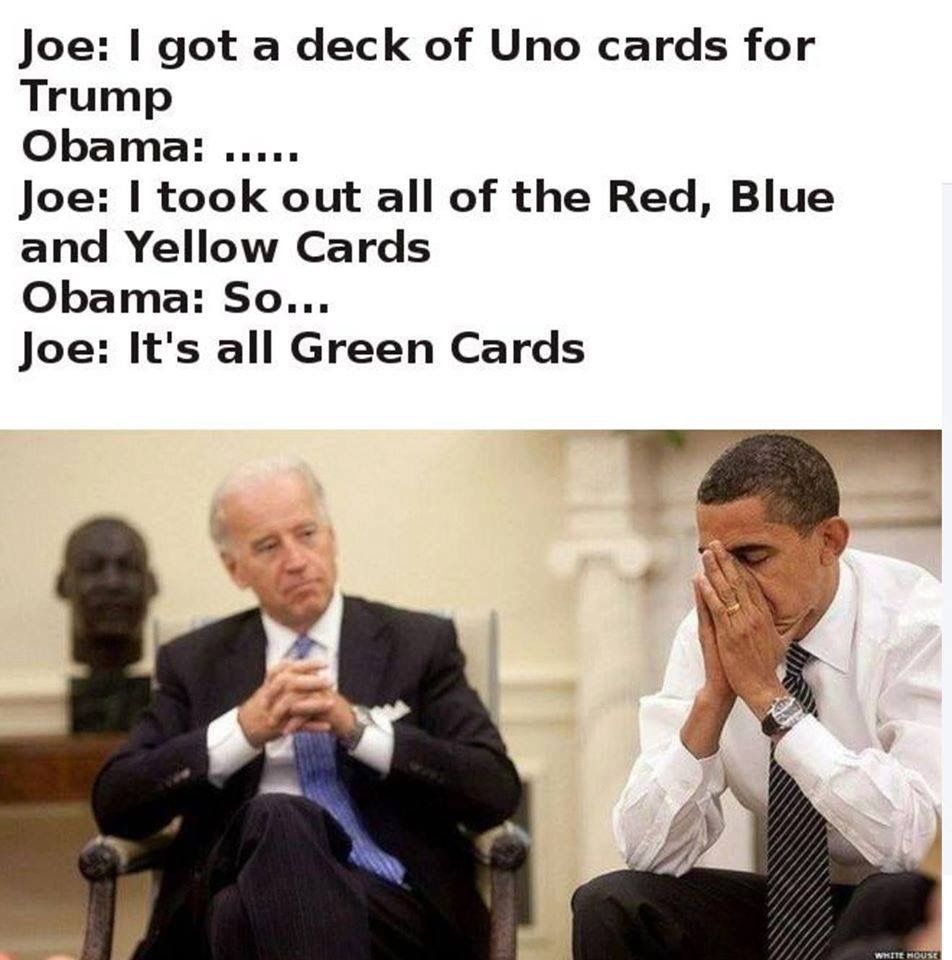 Joe: I got a deck of Uno cards for
Trump
Obama: .....
Joe: I took out all of the Red, Blue
and Yellow Cards
Obama: So...
Joe: It's all Green Cards
WHITE HOUSE